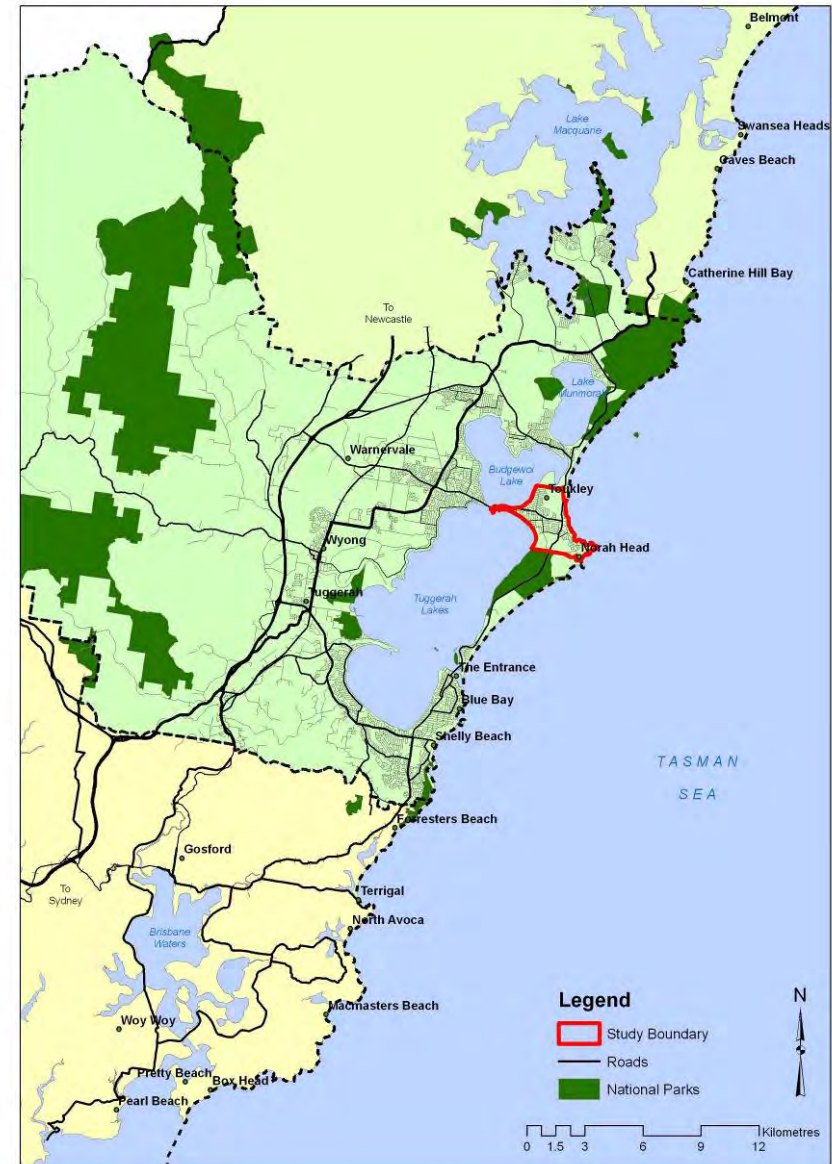 Belmont
Lake
Macquarie
Swansea Heads
Caves Beach
Catherine Hill Bay
To
Newcastle
Lake
Munmorah
Warnervale
Budgewoi
Lake
Toukley
Wyong
Norah Head
Tuggerah
Tuggerah
Lakes
The Entrance
Blue Bay
Shelly Beach
TASMAN
SEA
Forresters Beach
Gosford
To
Sydney
Terrigal
North Avoca
Brisbane
Waters
Macmasters Beach
Woy Woy
Pretty Beach
Box Head
Pearl Beach
Legend
Study Boundary
Roads
National Parks
N
Kilometres
0 1.5 3 6 9 12